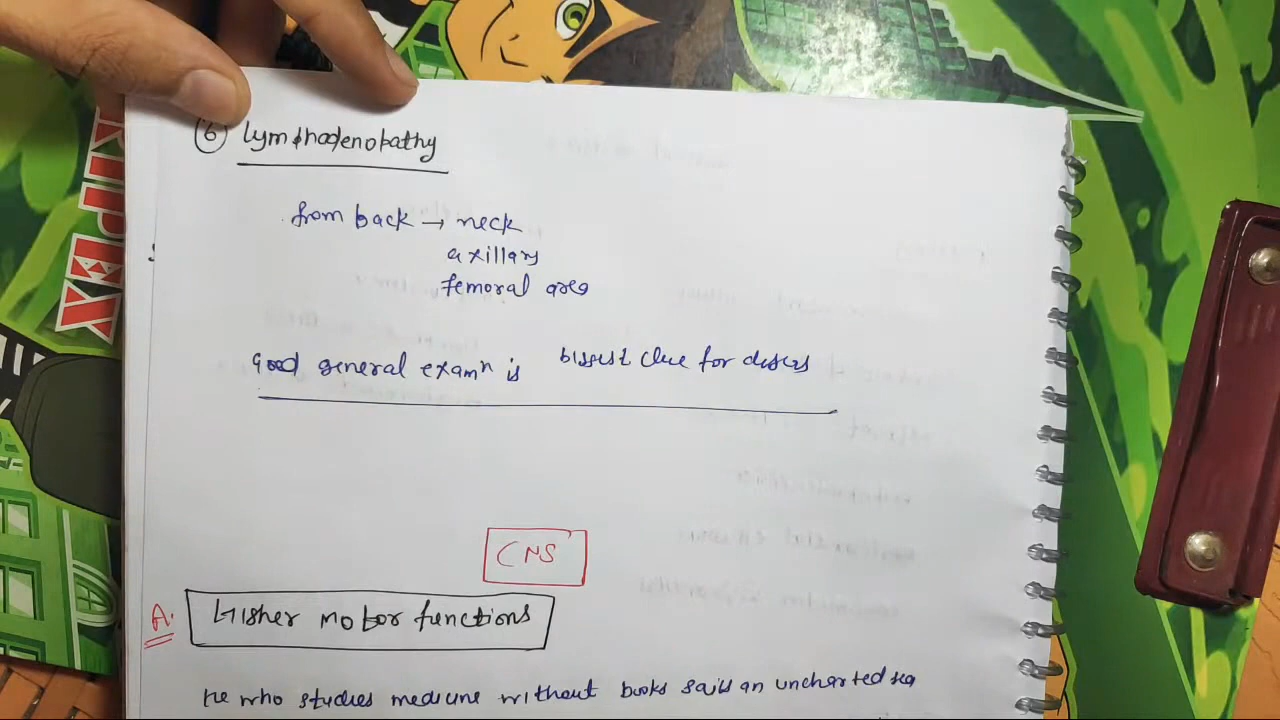 6 Lymphadenopathy
from back → neck
axillary
femoral area
Good general examⁿ is biggest clue for diseases
CNS
A. Higher motor functions
He who studies medicine without books sails an uncharted sea
RIPEX